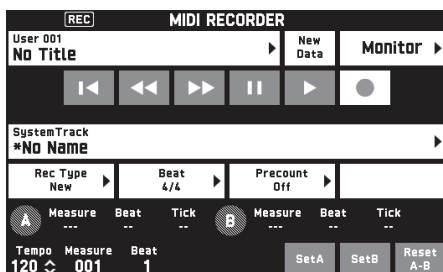 REC MIDI RECORDER
User 001
No Title
New
Data
Monitor
SystemTrack
*No Name
Rec Type
New
Beat
4/4
Precount
Off
A Measure Beat Tick B Measure Beat Tick
--- -- -- --- -- --
Tempo Measure Beat
120 001 1
SetA SetB Reset
A-B